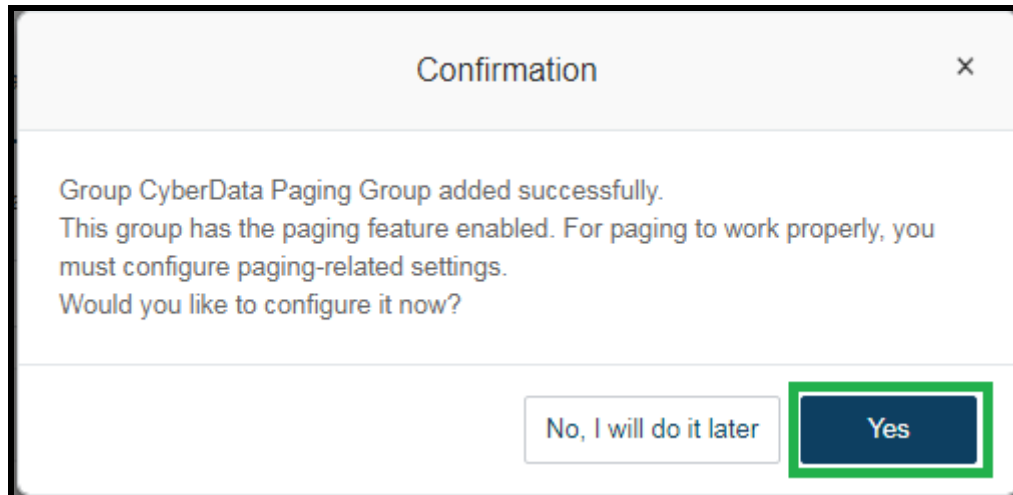 Confirmation
×
Group CyberData Paging Group added successfully.
This group has the paging feature enabled. For paging to work properly, you
must configure paging-related settings.
Would you like to configure it now?
No, I will do it later
Yes